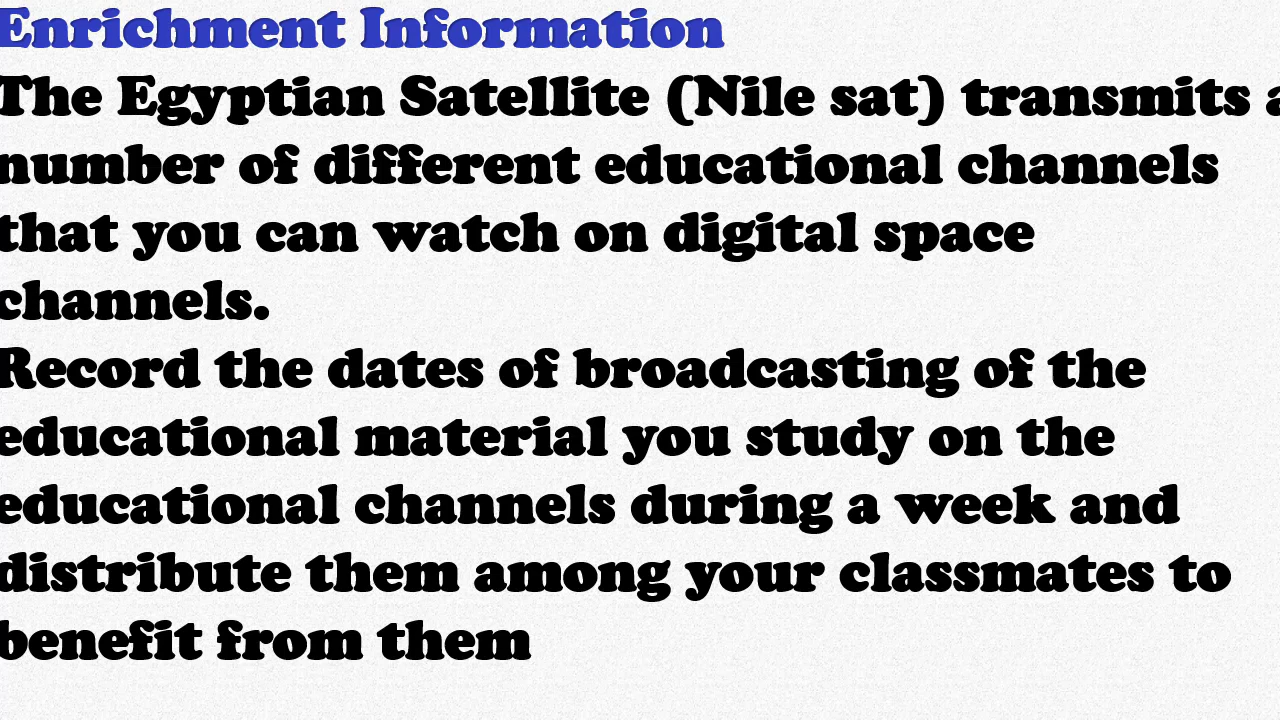 Enrichment Information
The Egyptian Satellite (Nile sat) transmits a
number of different educational channels
that you can watch on digital space
channels.
Record the dates of broadcasting of the
educational material you study on the
educational channels during a week and
distribute them among your classmates to
benefit from them